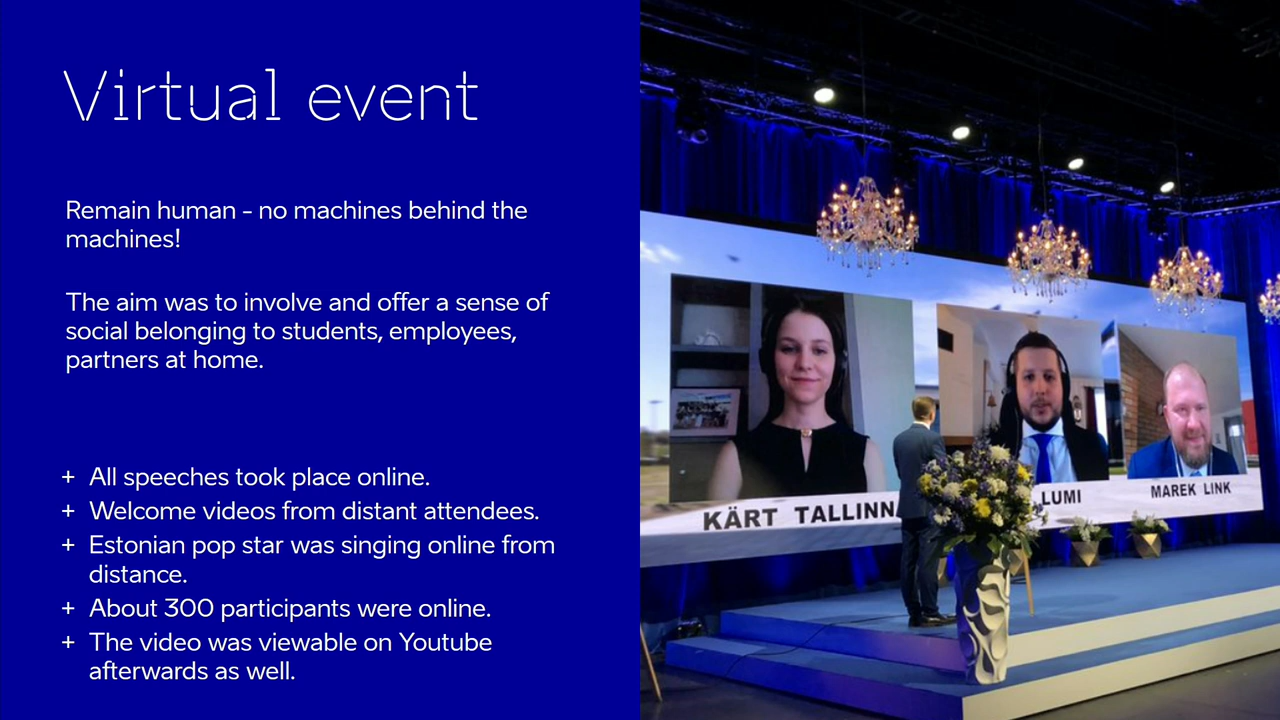 Virtual event
Remain human - no machines behind the
machines!
The aim was to involve and offer a sense of
social belonging to students, employees,
partners at home.
+ All speeches took place online.
+ Welcome videos from distant attendees.
+ Estonian pop star was singing online from
distance.
+ About 300 participants were online.
+ The video was viewable on Youtube
afterwards as well.
KÄRT TALLINN
LUMI
MAREK LINK